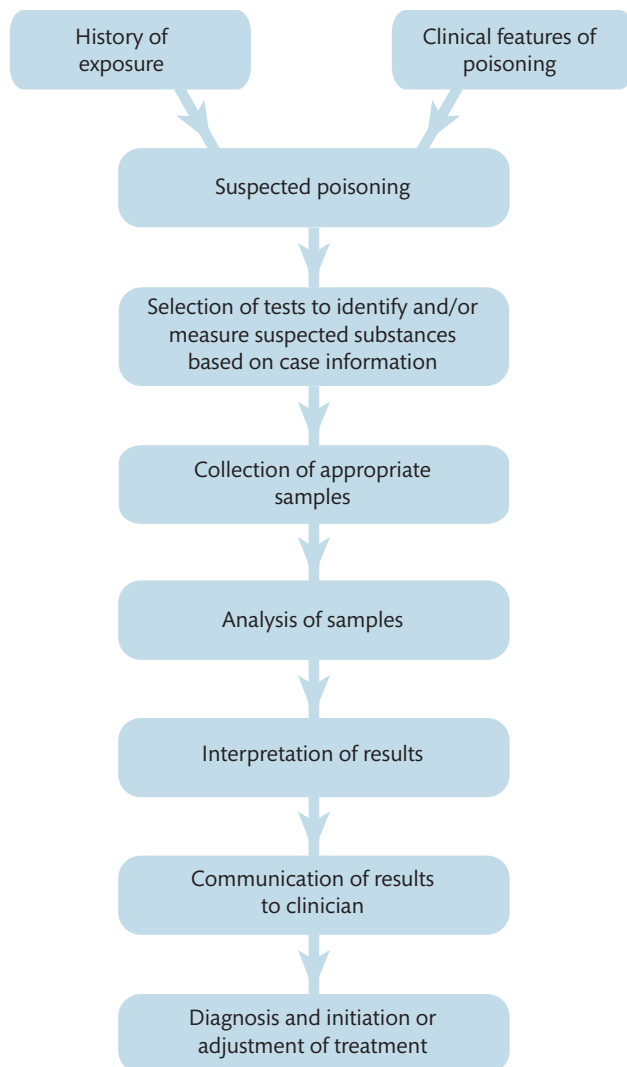 History of
exposure
Clinical features of
poisoning
Suspected poisoning
Selection of tests to identify and/or
measure suspected substances
based on case information
Collection of appropriate
samples
Analysis of samples
Interpretation of results
Communication of results
to clinician
Diagnosis and initiation or
adjustment of treatment